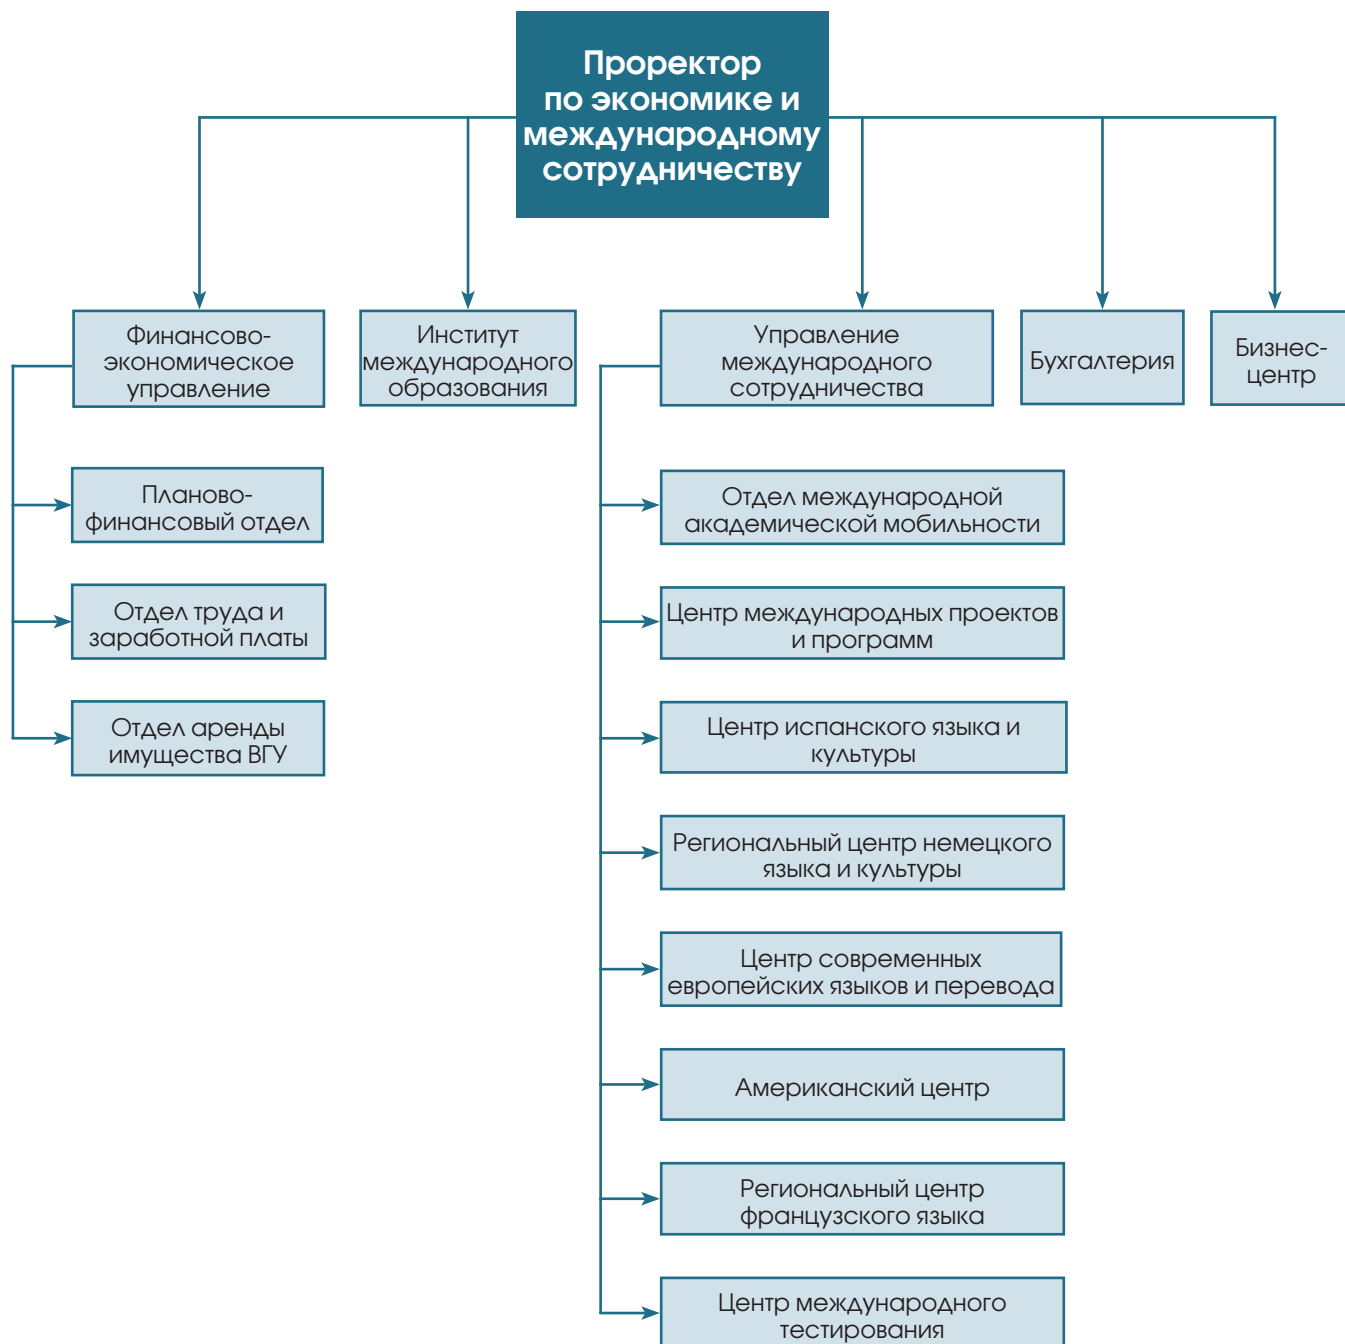 Проректор
по экономике и
международному
сотрудничеству
Финансово-
экономическое
управление
Институт
международного
образования
Управление
международного
сотрудничества
Бухгалтерия
Бизнес-
центр
Планово-
финансовый отдел
Отдел труда и
заработной платы
Отдел аренды
имущества ВГУ
Отдел международной
академической мобильности
Центр международных проектов
и программ
Центр испанского языка и
культуры
Региональный центр немецкого
языка и культуры
Центр современных
европейских языков и перевода
Американский центр
Региональный центр
французского языка
Центр международного
тестирования